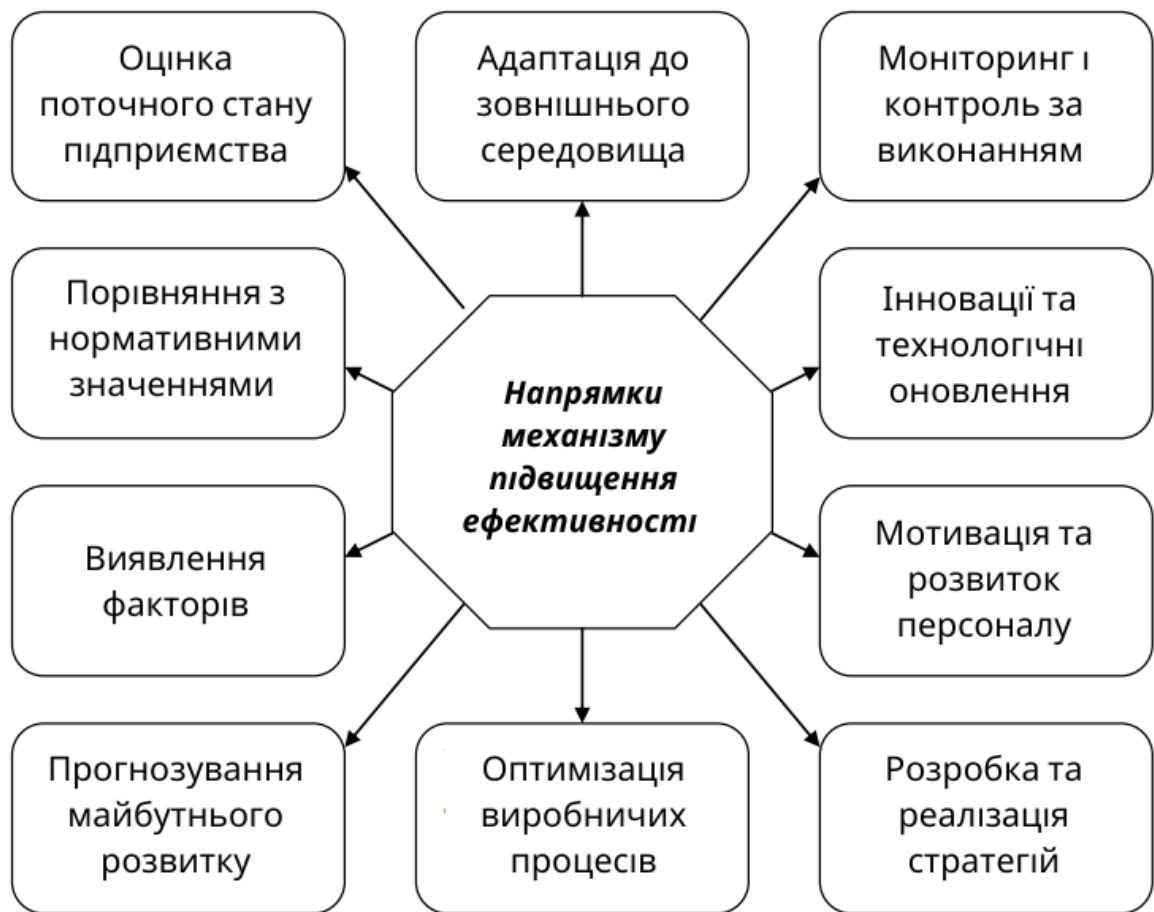 Оцінка
поточного стану
підприємства
Адаптація до
зовнішнього
середовища
Моніторинг і
контроль за
виконанням
Порівняння з
нормативними
значеннями
Інновації та
технологічні
оновлення
Напрямки
механізму
підвищення
ефективності
Виявлення
факторів
Мотивація та
розвиток
персоналу
Прогнозування
майбутнього
розвитку
Оптимізація
виробничих
процесів
Розробка та
реалізація
стратегій